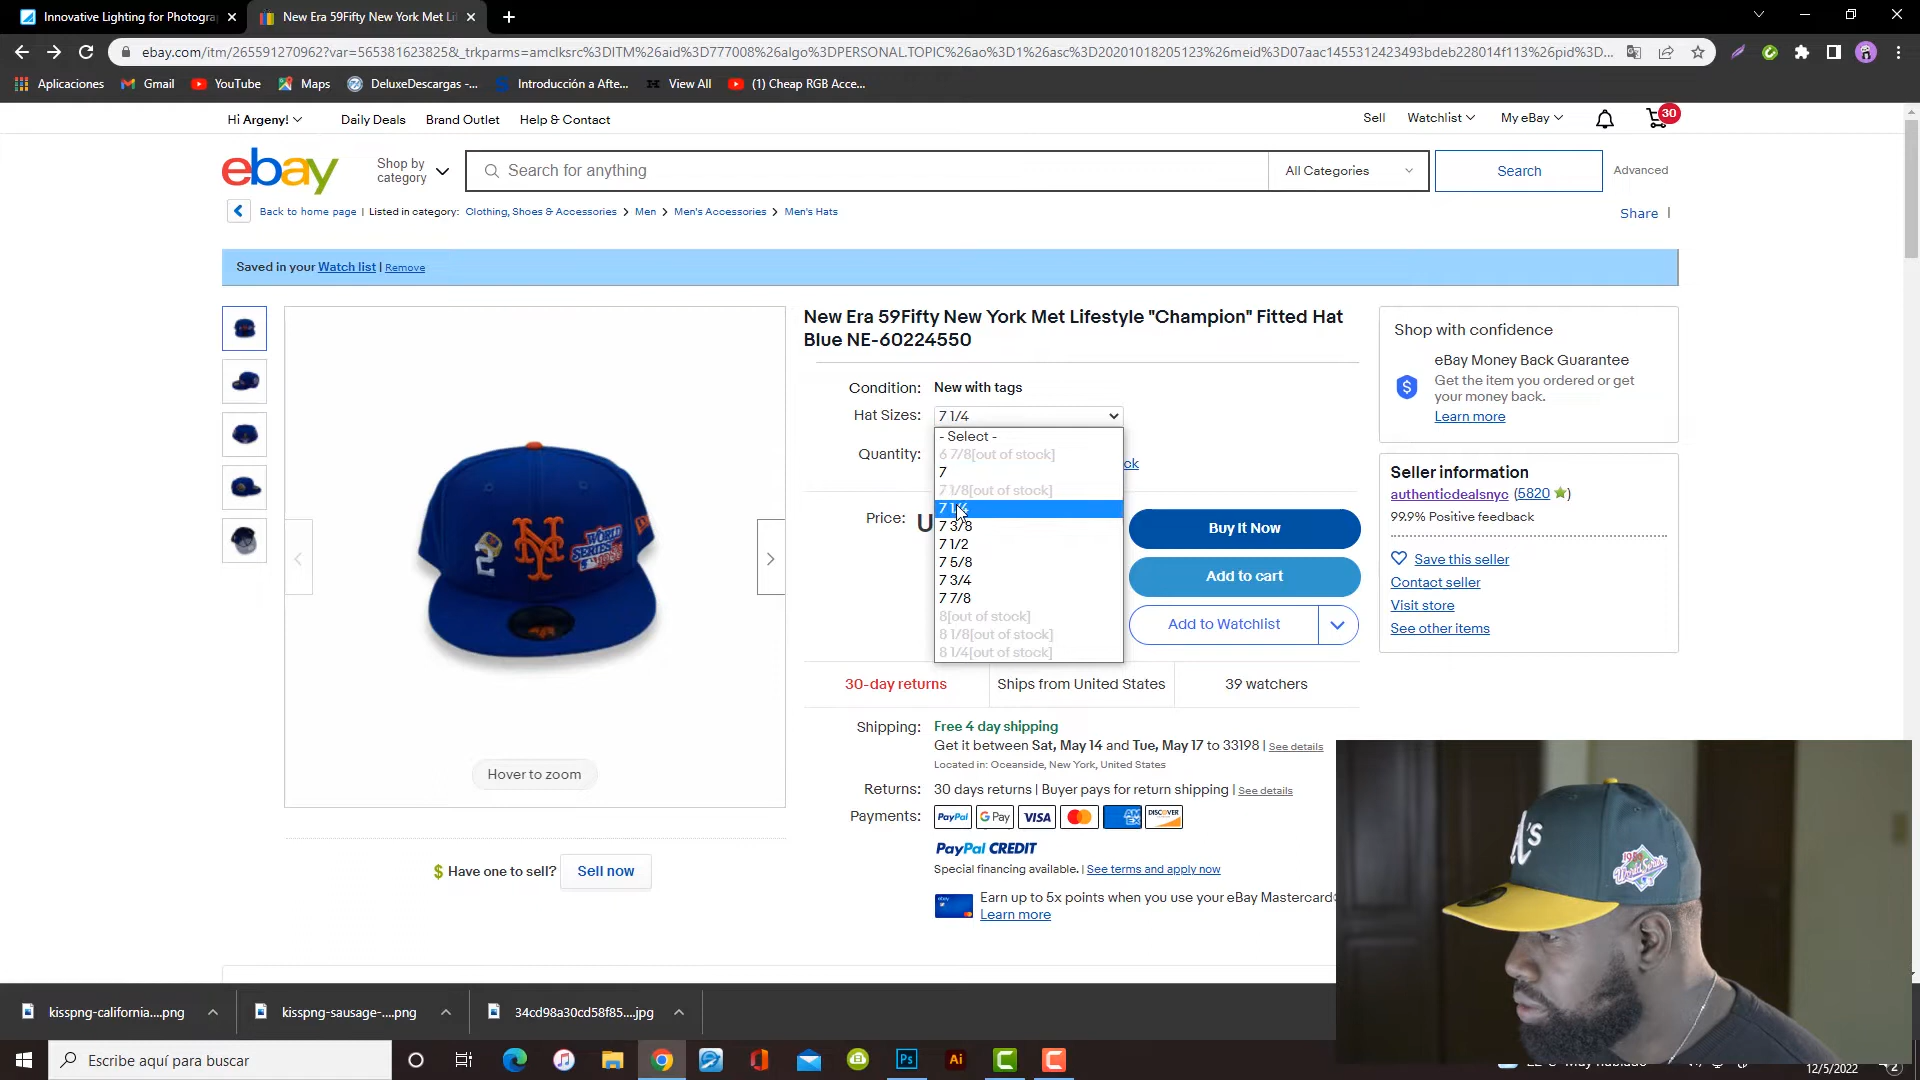 Innovative Lighting for Photogra
New Era 59Fifty New York Met Li
ebay.com/itm/265591270962?var=565381623825&_trkparms=amclksrc%3DITM%26aid%3D777008%26algo%3DPERSONAL.TOPIC%26ao%3D1%26asc%3D20201018205123%26meid%3D07aac1455312423493bdeb228014f113%26pid%3D...
Aplicaciones Gmail YouTube Maps DeluxeDescargas -... Introducción a Afte... View All (1) Cheap RGB Acce...
Hi Argeny! Daily Deals Brand Outlet Help & Contact Sell Watchlist My eBay 30
ebay Shop by category Search for anything All Categories Search Advanced
Back to home page | Listed in category: Clothing, Shoes & Accessories > Men > Men's Accessories > Men's Hats Share |
Saved in your Watch list | Remove
New Era 59Fifty New York Met Lifestyle "Champion" Fitted Hat
Blue NE-60224550
Condition: New with tags
Hat Sizes: 7 1/4
- Select -
6 7/8[out of stock]
7
7 1/8[out of stock]
7 1/4
7 3/8
7 1/2
7 5/8
7 3/4
7 7/8
8[out of stock]
8 1/8[out of stock]
8 1/4[out of stock]
Quantity:
ck
Price: U
Buy It Now
Add to cart
Add to Watchlist
30-day returns Ships from United States 39 watchers
Shipping: Free 4 day shipping
Get it between Sat, May 14 and Tue, May 17 to 33198 | See details
Located in: Oceanside, New York, United States
Returns: 30 days returns | Buyer pays for return shipping | See details
Payments: PayPal G Pay VISA AMEX DISCOVER
PayPal CREDIT
Special financing available. | See terms and apply now
Earn up to 5x points when you use your eBay Mastercard
Learn more
2 NY WORLD SERIES
Hover to zoom
$ Have one to sell? Sell now
Shop with confidence
eBay Money Back Guarantee
Get the item you ordered or get
your money back.
Learn more
Seller information
authenticdealsnyc (5820 )
99.9% Positive feedback
Save this seller
Contact seller
Visit store
See other items
A's
1989
World Series
kisspng-california....png kisspng-sausage-....png 34cd98a30cd58f85....jpg
Escribe aquí para buscar
Ps Ai
12/5/2022
2